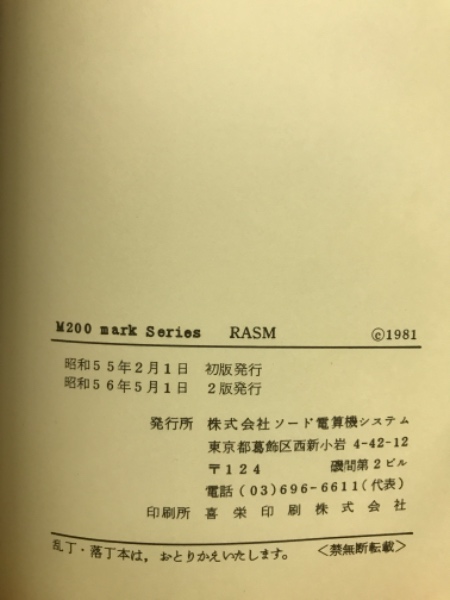 M200 mark Series RASM ©1981
昭和55年2月1日 初版発行
昭和56年5月1日 2版発行
発行所 株式会社ソード電算機システム
東京都葛飾区西新小岩 4-42-12
〒124 磯間第2ビル
電話(03)696-6611(代表)
印刷所 喜栄印刷株式会社
乱丁・落丁本は,おとりかえいたします。 <禁無断転載>